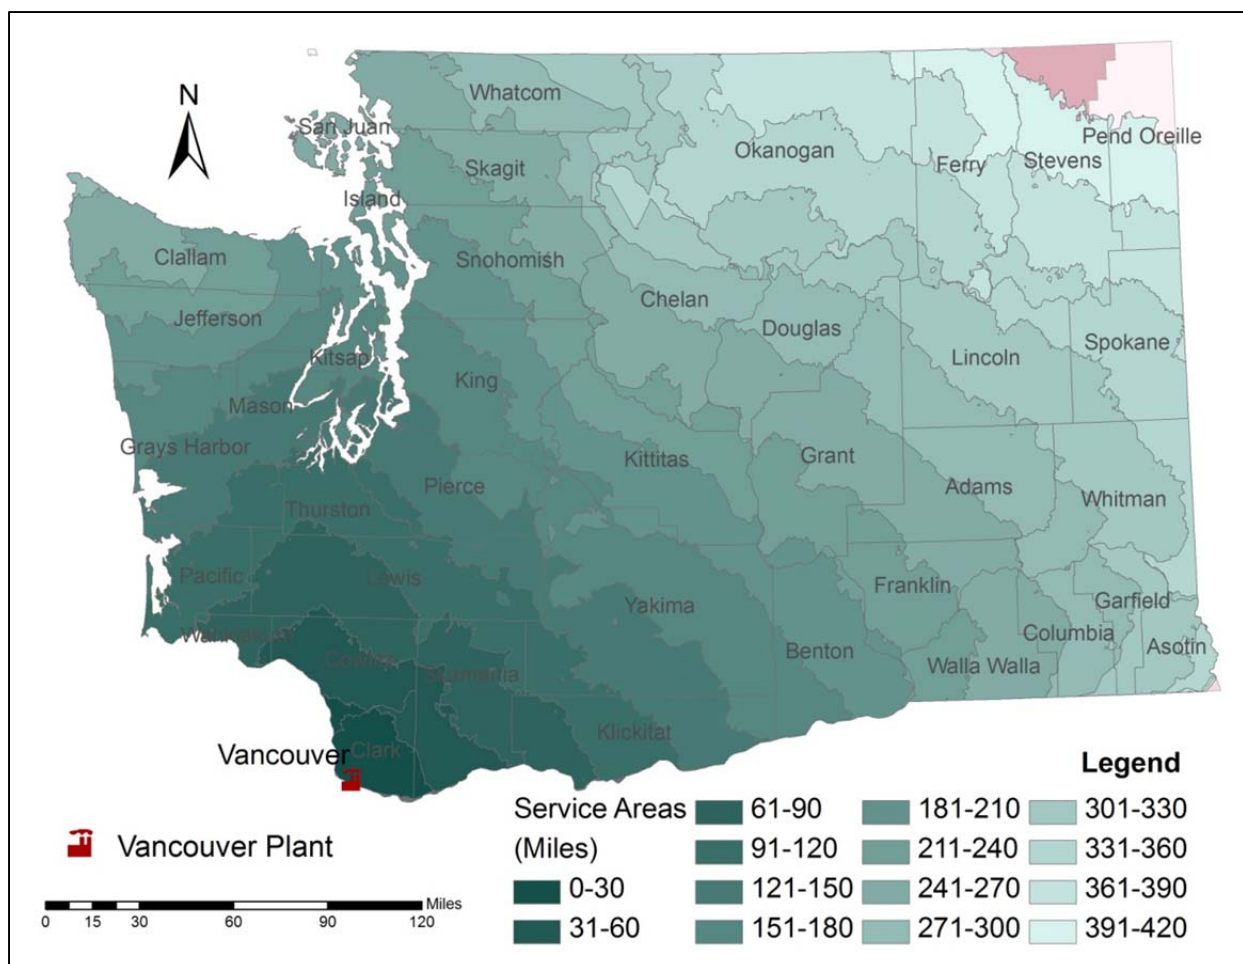 N
Whatcom
San Juan
Okanogan
Pend Oreille
Skagit
Ferry
Stevens
Island
Clallam
Snohomish
Chelan
Jefferson
Douglas
Kitsap
Lincoln
Spokane
King
Mason
Grays Harbor
Kittitas
Grant
Pierce
Adams
Whitman
Thurston
Pacific
Lewis
Yakima
Franklin
Garfield
Wahkiakum
Columbia
Cowlitz
Skamania
Benton
Walla Walla
Asotin
Klickitat
Vancouver
Clark
Legend
Service Areas
(Miles)
0-30
31-60
61-90
91-120
121-150
151-180
181-210
211-240
241-270
271-300
301-330
331-360
361-390
391-420
Vancouver Plant
Miles
0 15 30 60 90 120